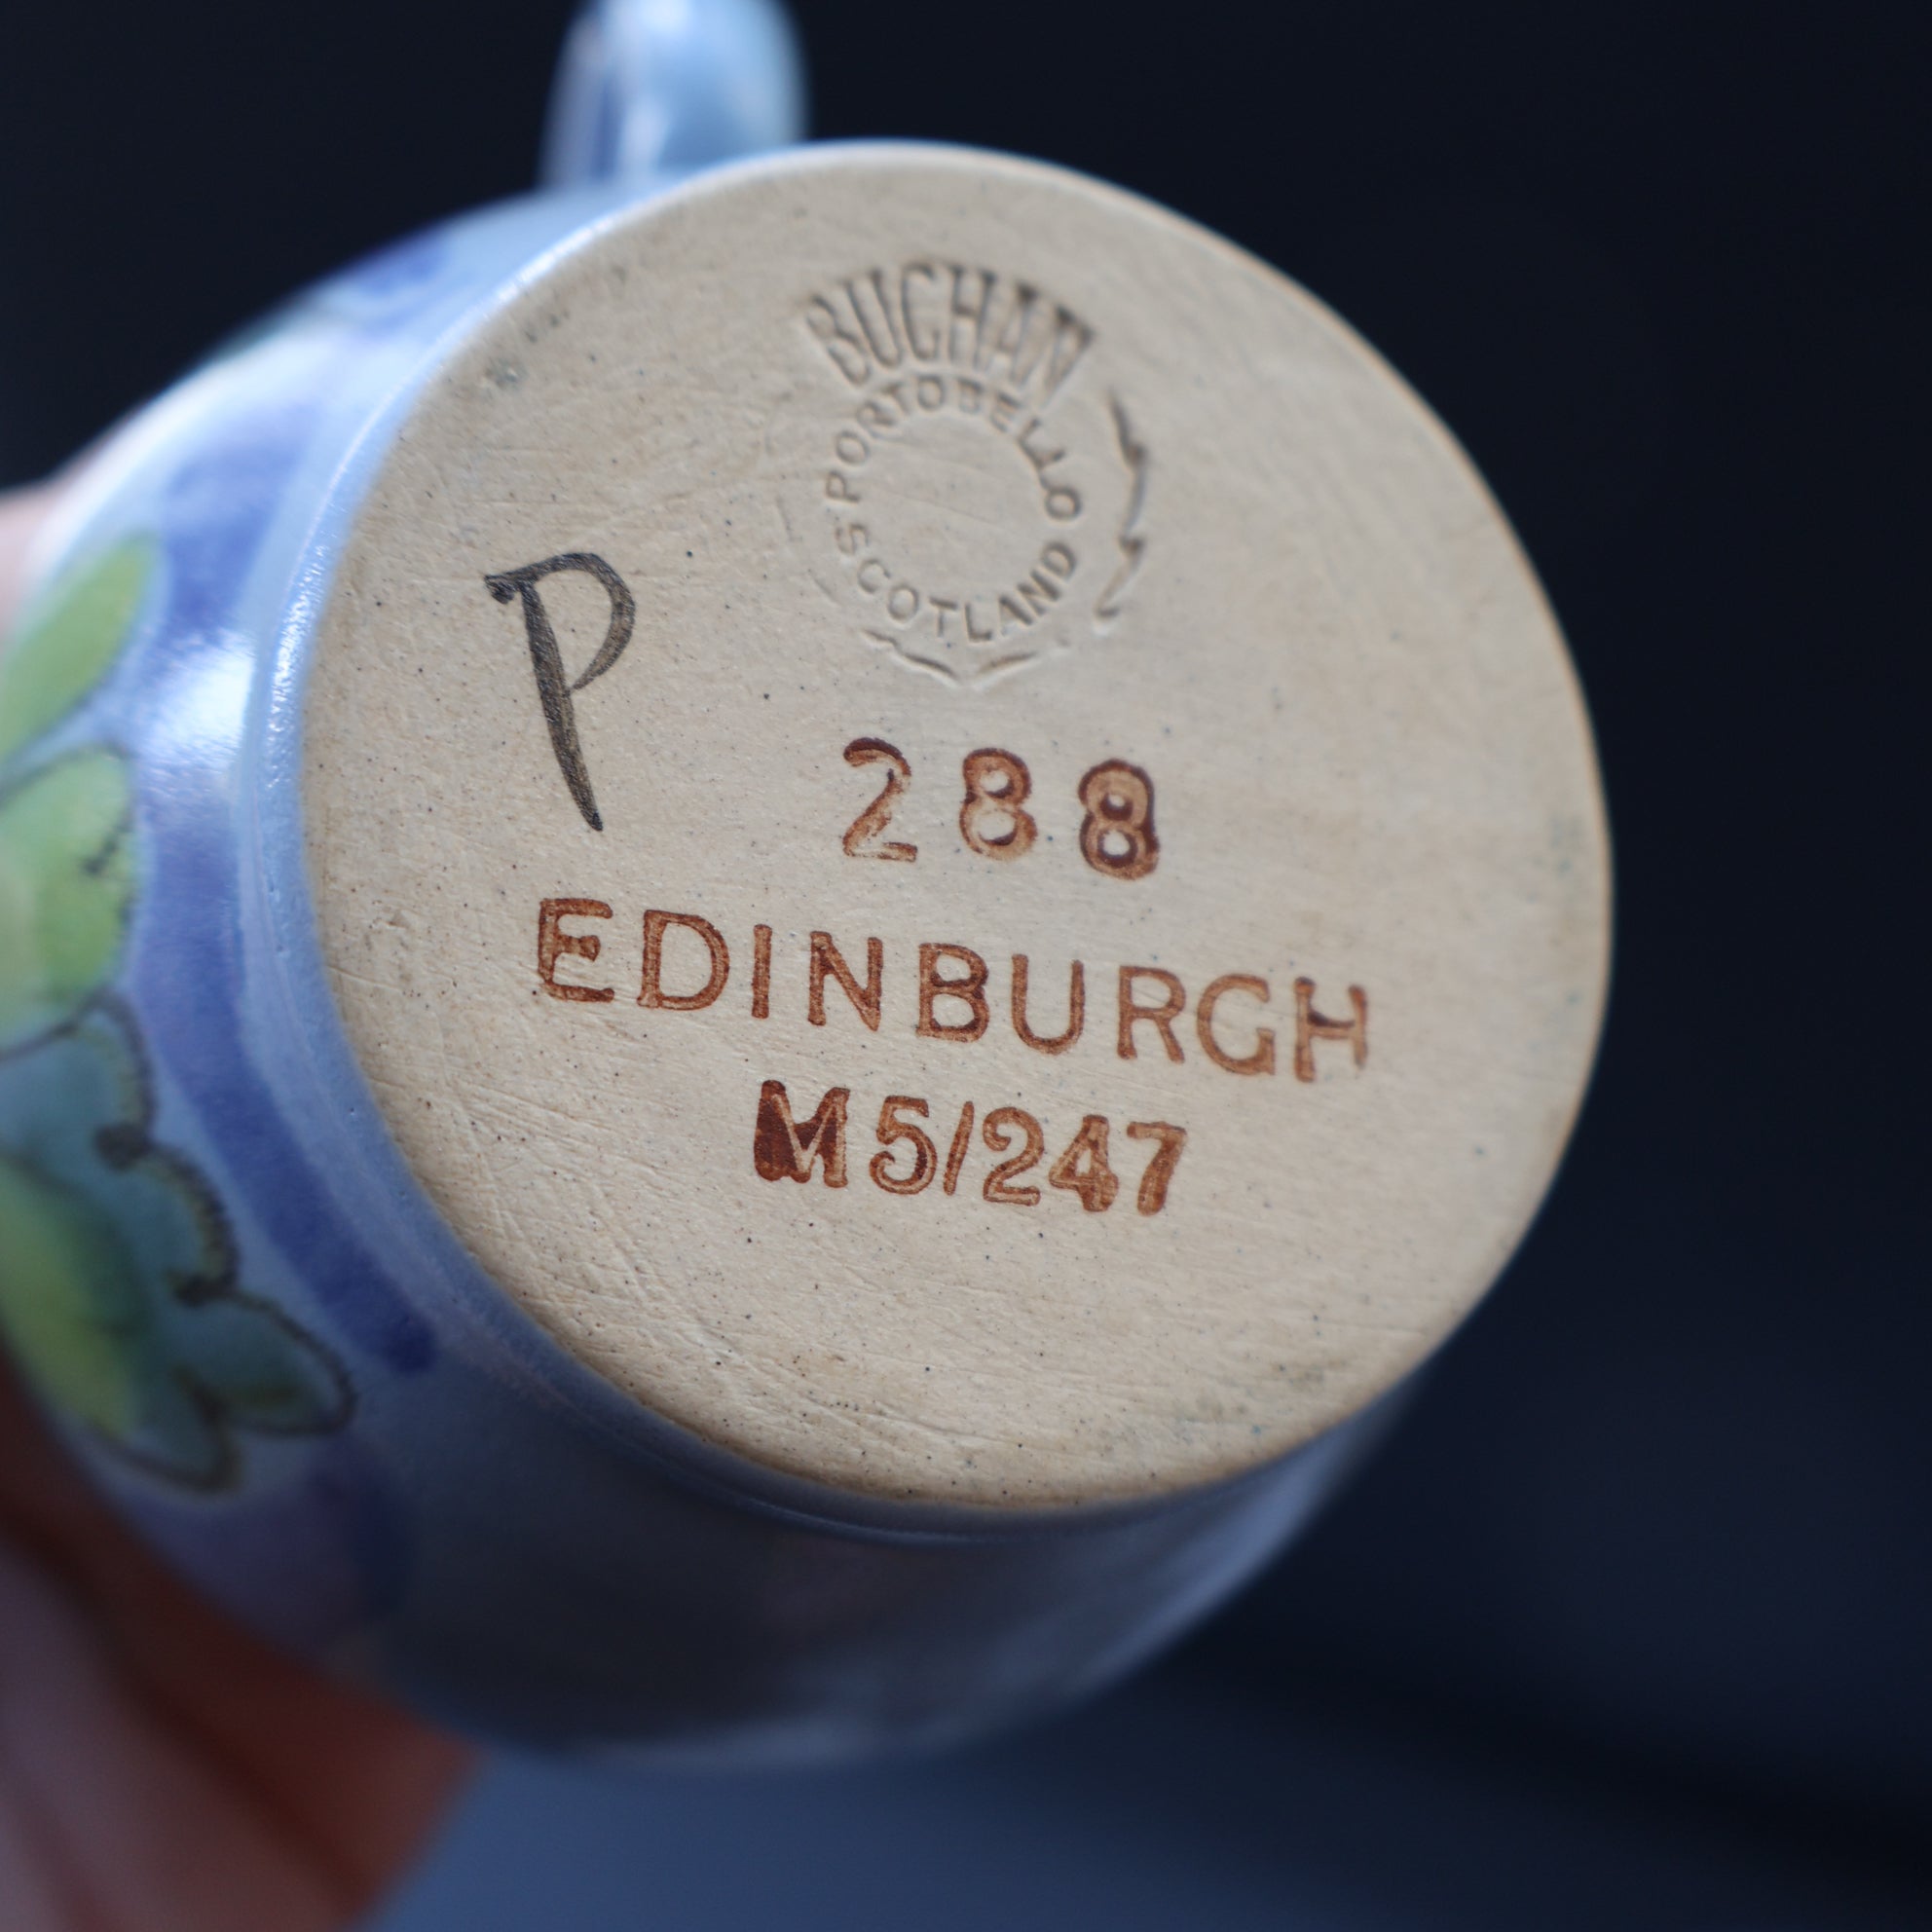 BUCHAN
PORTOBELLO
SCOTLAND
P
288
EDINBURGH
M5/247